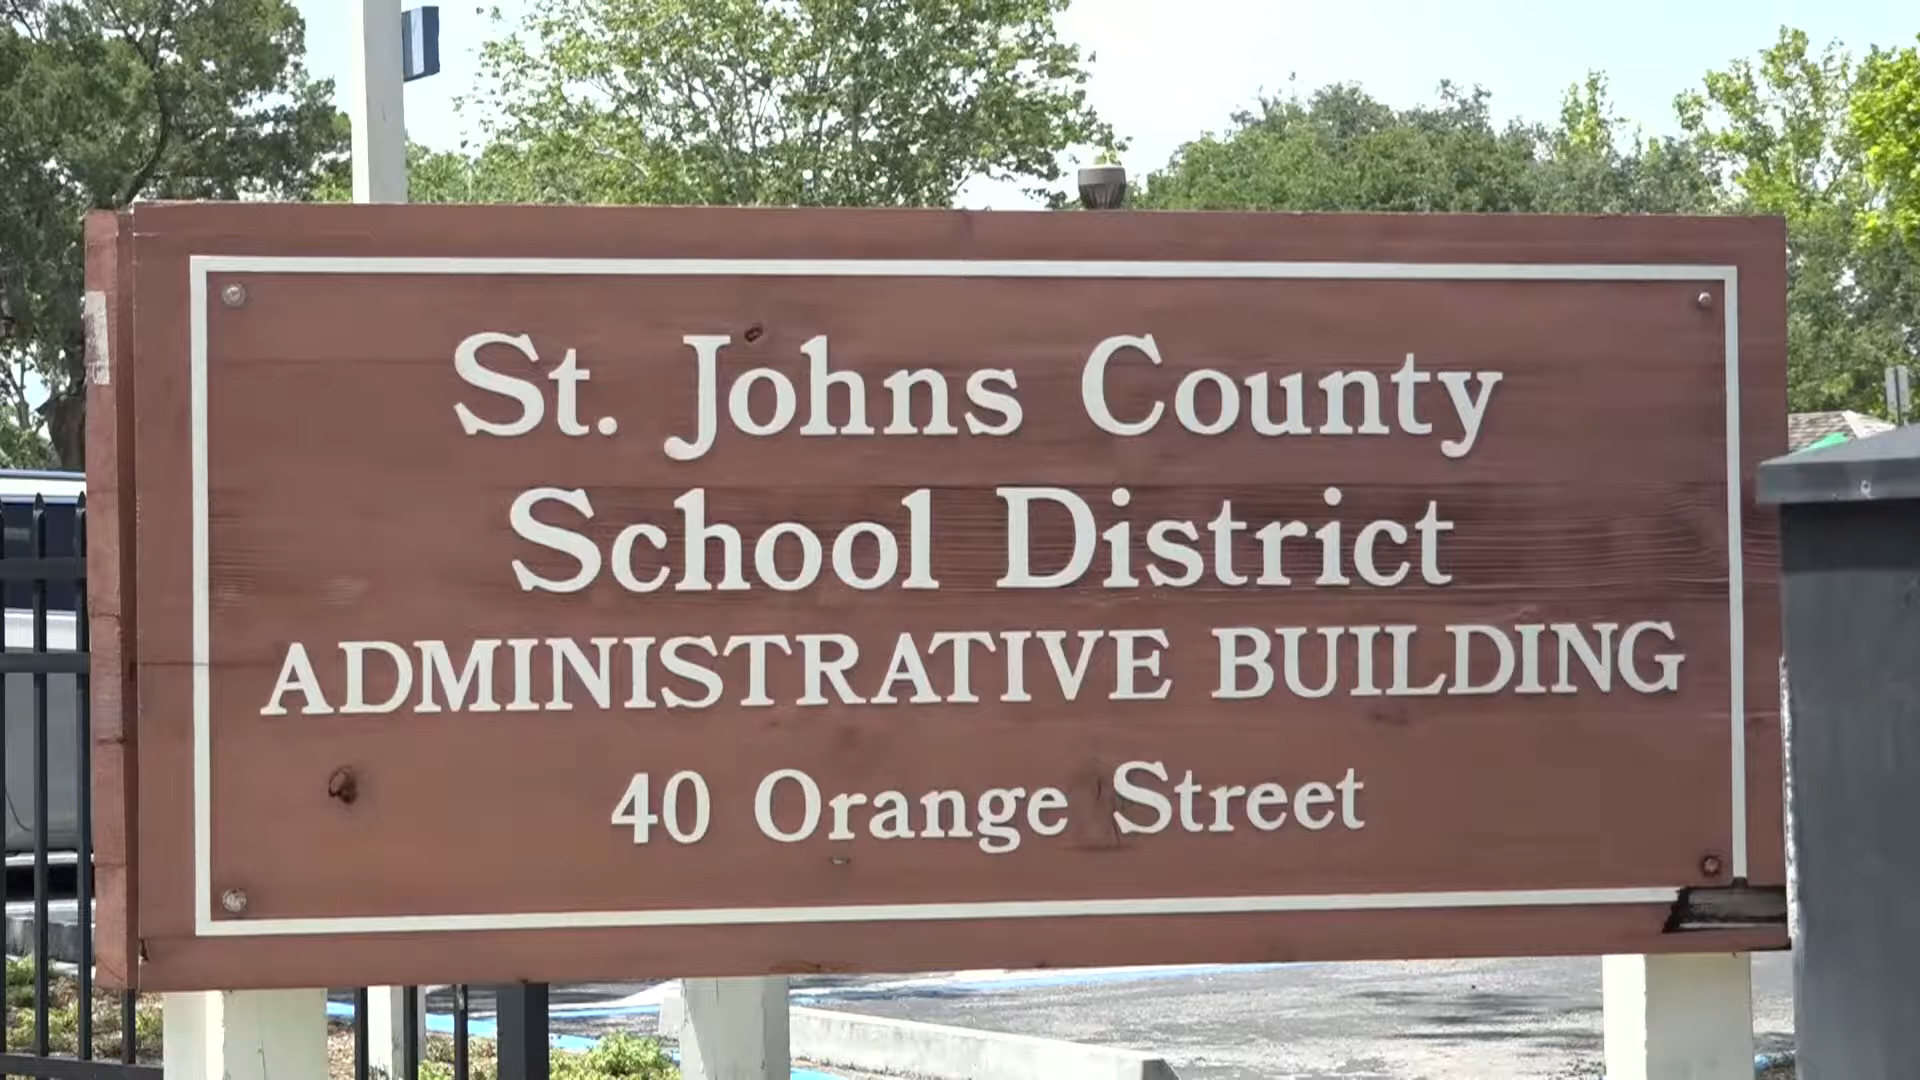 St. Johns County
School District
ADMINISTRATIVE BUILDING
40 Orange Street